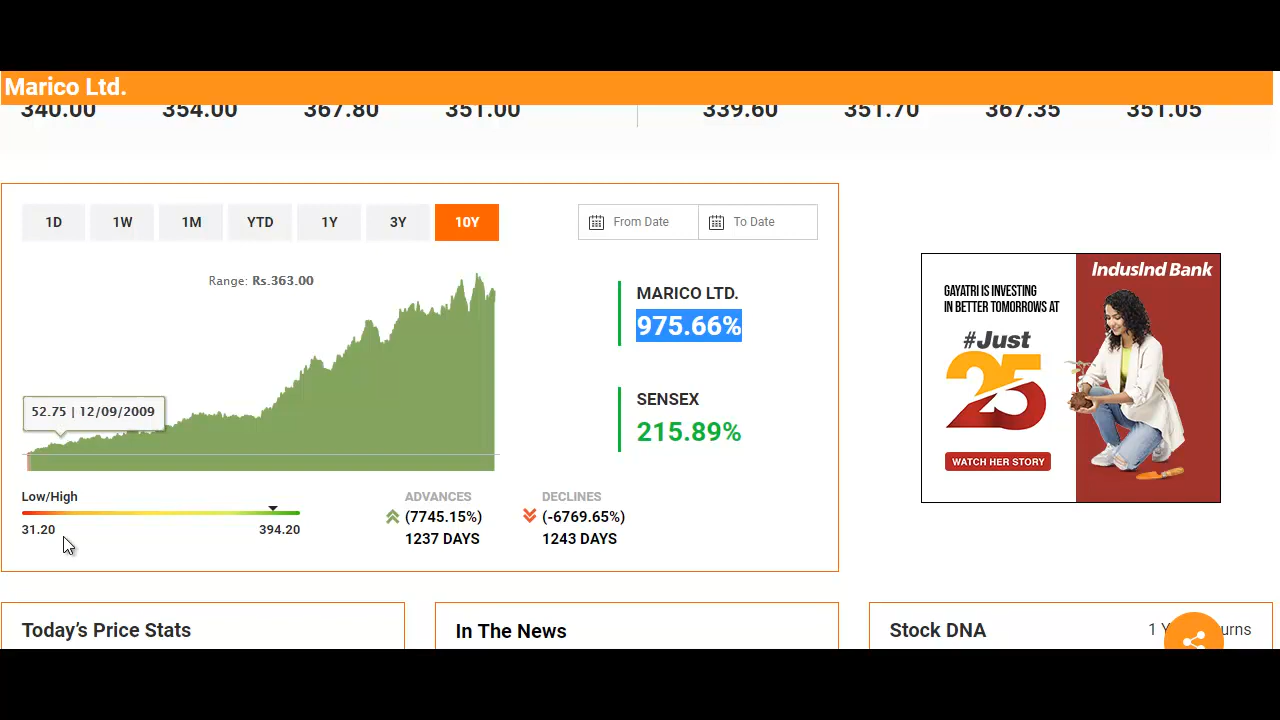 Marico Ltd.
340.00 354.00 367.80 351.00 339.60 351.70 367.35 351.05
1D 1W 1M YTD 1Y 3Y 10Y From Date To Date
Range: Rs.363.00
MARICO LTD.
975.66%
52.75 | 12/09/2009
SENSEX
215.89%
Low/High
31.20 394.20
ADVANCES
(7745.15%)
1237 DAYS
DECLINES
(-6769.65%)
1243 DAYS
IndusInd Bank
GAYATRI IS INVESTING
IN BETTER TOMORROWS AT
#Just
25
WATCH HER STORY
Today's Price Stats
In The News
Stock DNA
1 Y urns